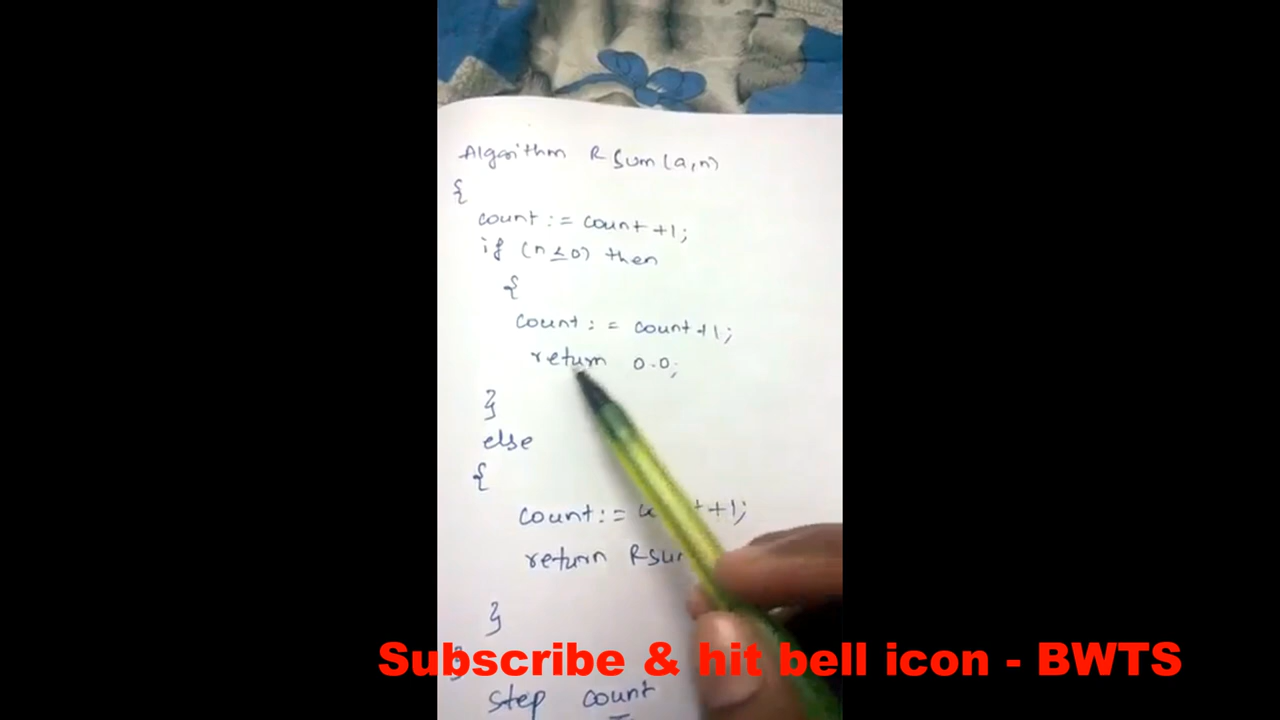 Algorithm RSum(a,n)
{
count := count +1;
if (n≤0) then
{
count := count+1;
return 0.0;
}
else
{
count := +1;
return
}
}
Subscribe & hit bell icon - BWTS
step count